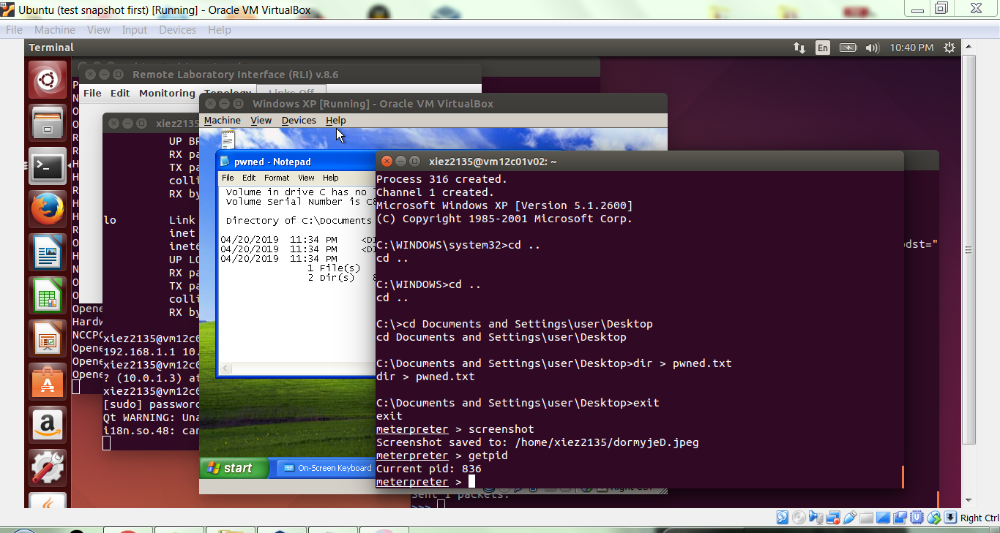 Ubuntu (test snapshot first) [Running] - Oracle VM VirtualBox
File Machine View Input Devices Help
Terminal
En
10:40 PM
Remote Laboratory Interface (RLI) v.8.6
File Edit Monitoring Topology Links Off
Windows XP [Running] - Oracle VM VirtualBox
Machine View Devices Help
xiez2135
UP
RX
TX
colli
RX by
lo Link
inet
inet6
UP
RX
TX
colli
RX by
Opene
Hardw
NCCPC
Opene
Opene
Opene
xiez2135@vm12c0
192.168.1.1 10.
xiez2135@vm12c0
? (10.0.1.3) at
xiez2135@vm12c0
[sudo] password
Qt WARNING: Una
i18n.so.48: can
pwned - Notepad
File Edit Format View Help
Volume in drive C has no
Volume Serial Number is
Directory of C:\Documents
04/20/2019 11:34 PM
04/20/2019 11:34 PM
04/20/2019 11:34 PM
1 File(s)
2 Dir(s)
start
On-Screen Keyboard
xiez2135@vm12c01v02: ~
Process 316 created.
Channel 1 created.
Microsoft Windows XP [Version 5.1.2600]
(C) Copyright 1985-2001 Microsoft Corp.
C:\WINDOWS\system32>cd ..
cd ..
C:\WINDOWS>cd ..
cd ..
C:\>cd Documents and Settings\user\Desktop
cd Documents and Settings\user\Desktop
C:\Documents and Settings\user\Desktop>dir > pwned.txt
dir > pwned.txt
C:\Documents and Settings\user\Desktop>exit
exit
meterpreter > screenshot
Screenshot saved to: /home/xiez2135/dormyjeD.jpeg
meterpreter > getpid
Current pid: 836
meterpreter >
pdst="
Right Ctrl
Sent 1 packets.
>>>
Right Ctrl